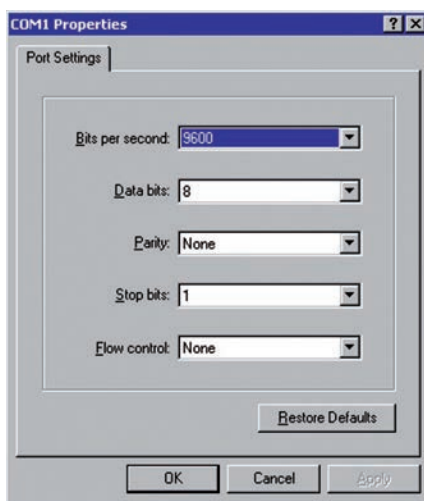 COM1 Properties
Port Settings
Bits per second: 9600
Data bits: 8
Parity: None
Stop bits: 1
Flow control: None
Restore Defaults
OK Cancel Apply